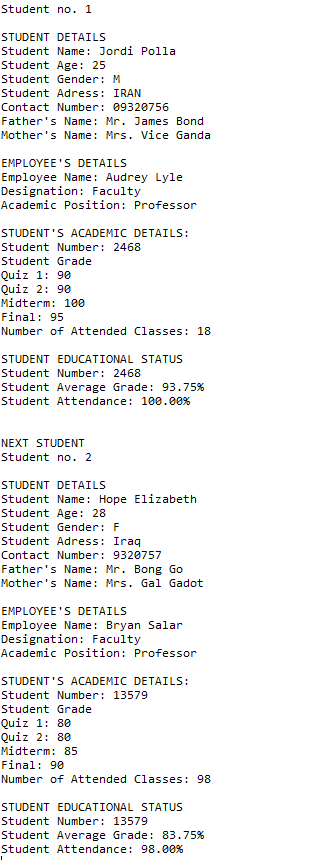 Student no. 1
STUDENT DETAILS
Student Name: Jordi Polla
Student Age: 25
Student Gender: M
Student Adress: IRAN
Contact Number: 09320756
Father's Name: Mr. James Bond
Mother's Name: Mrs. Vice Ganda
EMPLOYEE'S DETAILS
Employee Name: Audrey Lyle
Designation: Faculty
Academic Position: Professor
STUDENT'S ACADEMIC DETAILS:
Student Number: 2468
Student Grade
Quiz 1: 90
Quiz 2: 90
Midterm: 100
Final: 95
Number of Attended Classes: 18
STUDENT EDUCATIONAL STATUS
Student Number: 2468
Student Average Grade: 93.75%
Student Attendance: 100.00%
NEXT STUDENT
Student no. 2
STUDENT DETAILS
Student Name: Hope Elizabeth
Student Age: 28
Student Gender: F
Student Adress: Iraq
Contact Number: 9320757
Father's Name: Mr. Bong Go
Mother's Name: Mrs. Gal Gadot
EMPLOYEE'S DETAILS
Employee Name: Bryan Salar
Designation: Faculty
Academic Position: Professor
STUDENT'S ACADEMIC DETAILS:
Student Number: 13579
Student Grade
Quiz 1: 80
Quiz 2: 80
Midterm: 85
Final: 90
Number of Attended Classes: 98
STUDENT EDUCATIONAL STATUS
Student Number: 13579
Student Average Grade: 83.75%
Student Attendance: 98.00%